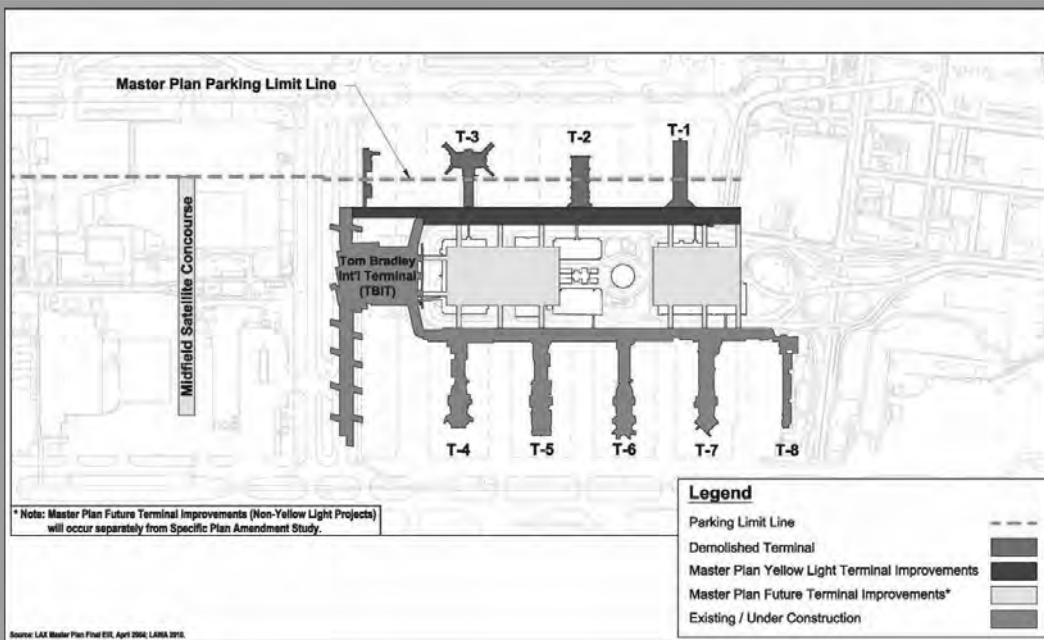 Master Plan Parking Limit Line
T-3
T-2
T-1
Midfield Satellite Concourse
Tom Bradley
Int'l Terminal
(TBIT)
T-4
T-5
T-6
T-7
T-8
* Note: Master Plan Future Terminal Improvements (Non-Yellow Light Projects)
will occur separately from Specific Plan Amendment Study.
Legend
Parking Limit Line
Demolished Terminal
Master Plan Yellow Light Terminal Improvements
Master Plan Future Terminal Improvements*
Existing / Under Construction
Source: LAX Master Plan Final EIR, April 2004; LAWA 2010.